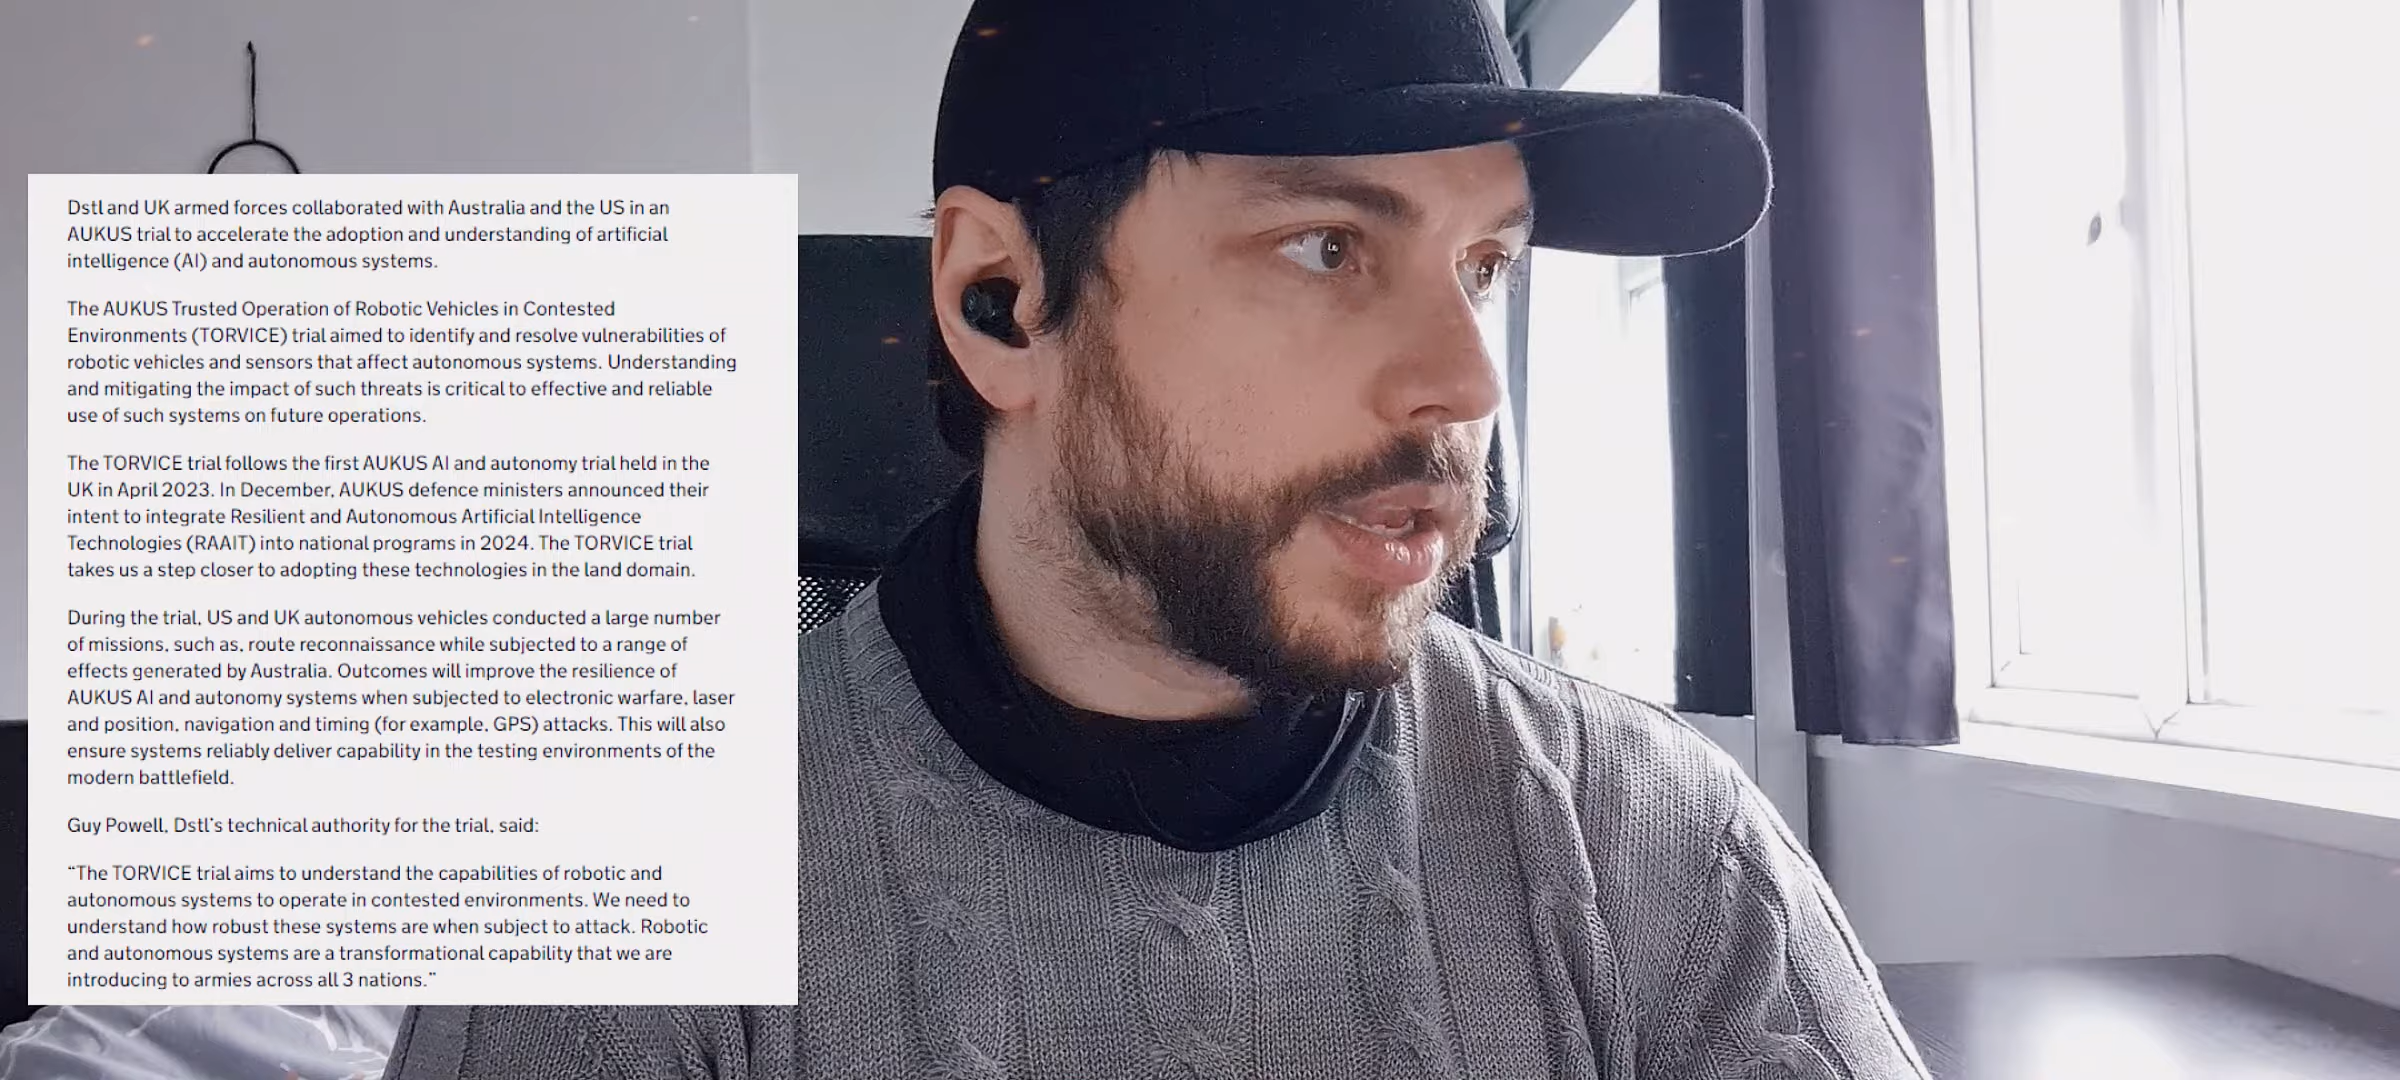 Dstl and UK armed forces collaborated with Australia and the US in an
AUKUS trial to accelerate the adoption and understanding of artificial
intelligence (AI) and autonomous systems.
The AUKUS Trusted Operation of Robotic Vehicles in Contested
Environments (TORVICE) trial aimed to identify and resolve vulnerabilities of
robotic vehicles and sensors that affect autonomous systems. Understanding
and mitigating the impact of such threats is critical to effective and reliable
use of such systems on future operations.
The TORVICE trial follows the first AUKUS AI and autonomy trial held in the
UK in April 2023. In December, AUKUS defence ministers announced their
intent to integrate Resilient and Autonomous Artificial Intelligence
Technologies (RAAIT) into national programs in 2024. The TORVICE trial
takes us a step closer to adopting these technologies in the land domain.
During the trial, US and UK autonomous vehicles conducted a large number
of missions, such as, route reconnaissance while subjected to a range of
effects generated by Australia. Outcomes will improve the resilience of
AUKUS AI and autonomy systems when subjected to electronic warfare, laser
and position, navigation and timing (for example, GPS) attacks. This will also
ensure systems reliably deliver capability in the testing environments of the
modern battlefield.
Guy Powell, Dstl's technical authority for the trial, said:
"The TORVICE trial aims to understand the capabilities of robotic and
autonomous systems to operate in contested environments. We need to
understand how robust these systems are when subject to attack. Robotic
and autonomous systems are a transformational capability that we are
introducing to armies across all 3 nations."